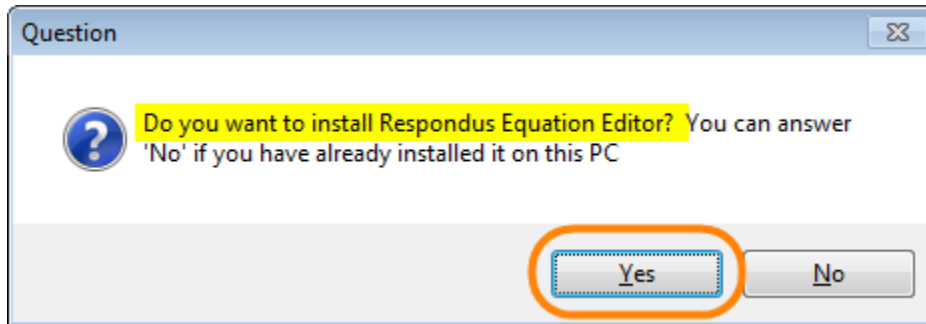 Question
Do you want to install Respondus Equation Editor? You can answer
'No' if you have already installed it on this PC
Yes
No